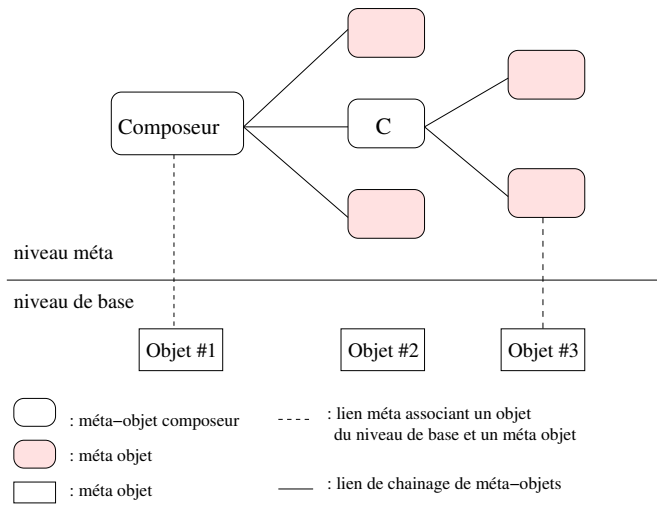 Composeur
C
niveau méta
niveau de base
Objet #1
Objet #2
Objet #3
: méta−objet composeur
: méta objet
: méta objet
: lien méta associant un objet
du niveau de base et un méta objet
: lien de chainage de méta−objets